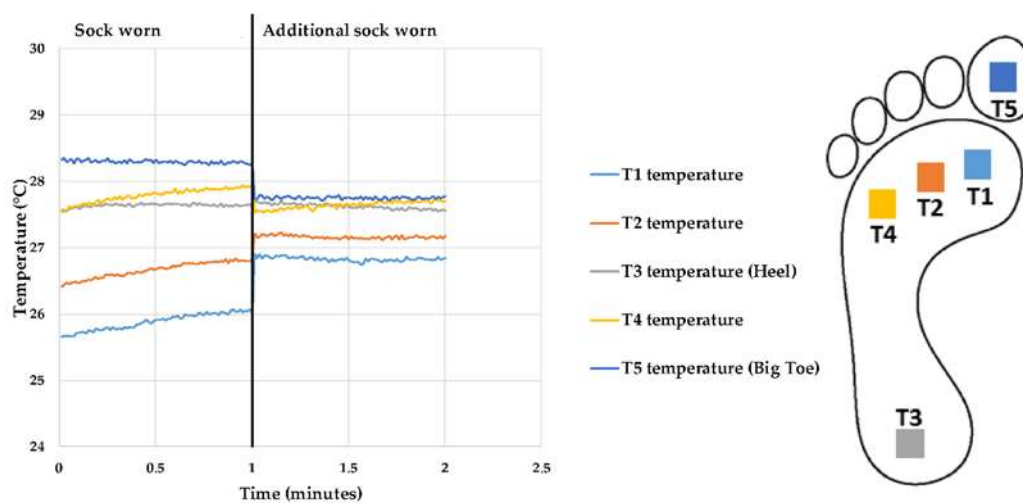 Sock worn
Additional sock worn
30
29
28
27
26
25
24
Temperature (°C)
0
0.5
1
1.5
2
2.5
Time (minutes)
T1 temperature
T2 temperature
T3 temperature (Heel)
T4 temperature
T5 temperature (Big Toe)
T5
T1
T2
T4
T3